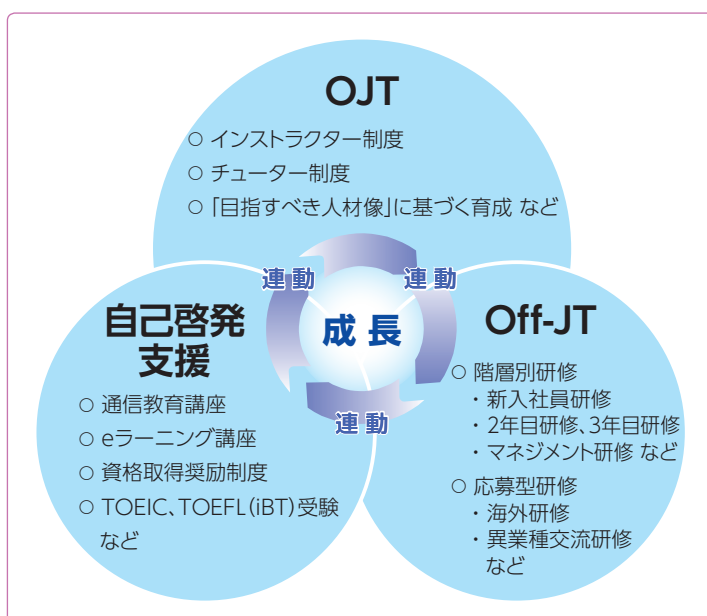 OJT
○ インストラクター制度
○ チューター制度
○ 「目指すべき人材像」に基づく育成 など
連動
連動
成長
連動
自己啓発
支援
○ 通信教育講座
○ eラーニング講座
○ 資格取得奨励制度
○ TOEIC、TOEFL(iBT)受験
など
Off-JT
○ 階層別研修
・ 新入社員研修
・ 2年目研修、3年目研修
・ マネジメント研修 など
○ 応募型研修
・ 海外研修
・ 異業種交流研修
など